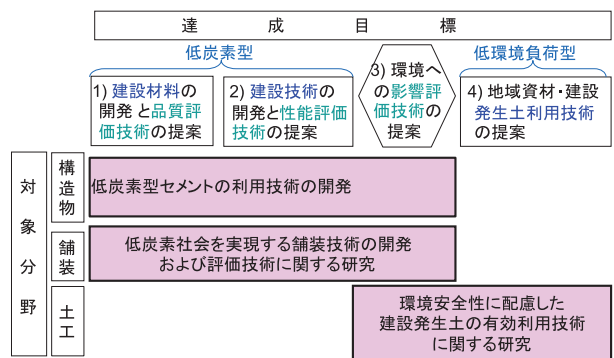 達成目標
低炭素型
低環境負荷型
1) 建設材料の
開発と品質評
価技術の提案
2) 建設技術の
開発と性能評価
技術の提案
3) 環境へ
の影響評
価技術の
提案
4) 地域資材・建設
発生土利用技術
の提案
対象分野
構造物
低炭素型セメントの利用技術の開発
舗装
低炭素社会を実現する舗装技術の開発
および評価技術に関する研究
土工
環境安全性に配慮した
建設発生土の有効利用技術
に関する研究